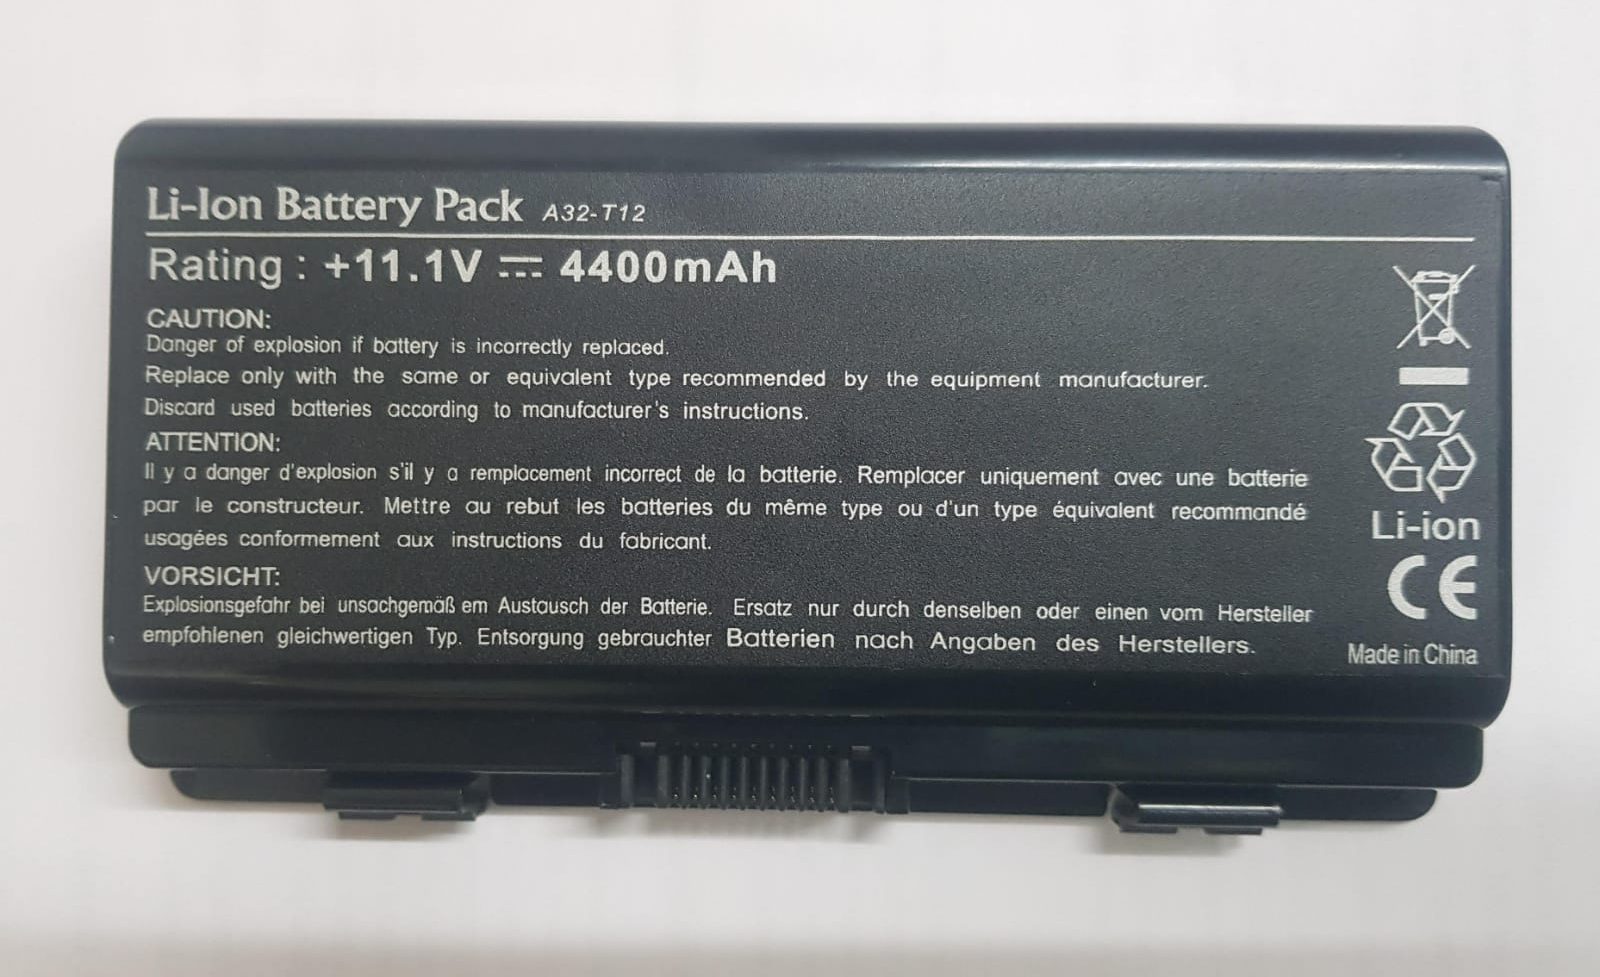 Li-Ion Battery Pack A32-T12
Rating : +11.1V ⎓ 4400mAh
CAUTION:
Danger of explosion if battery is incorrectly replaced.
Replace only with the same or equivalent type recommended by the equipment manufacturer.
Discard used batteries according to manufacturer's instructions.
ATTENTION:
Il y a danger d'explosion s'il y a remplacement incorrect de la batterie. Remplacer uniquement avec une batterie
par le constructeur. Mettre au rebut les batteries du même type ou d'un type équivalent recommandé
usagées conformement aux instructions du fabricant.
VORSICHT:
Explosionsgefahr bei unsachgemäß em Austausch der Batterie. Ersatz nur durch denselben oder einen vom Hersteller
empfohlenen gleichwertigen Typ. Entsorgung gebrauchter Batterien nach Angaben des Herstellers.
Li-ion
CE
Made in China